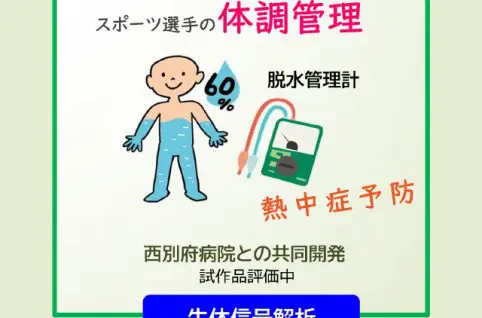 スポーツ選手の体調管理
60%
脱水管理計
熱中症予防
西別府病院との共同開発
試作品評価中
生体信号解析